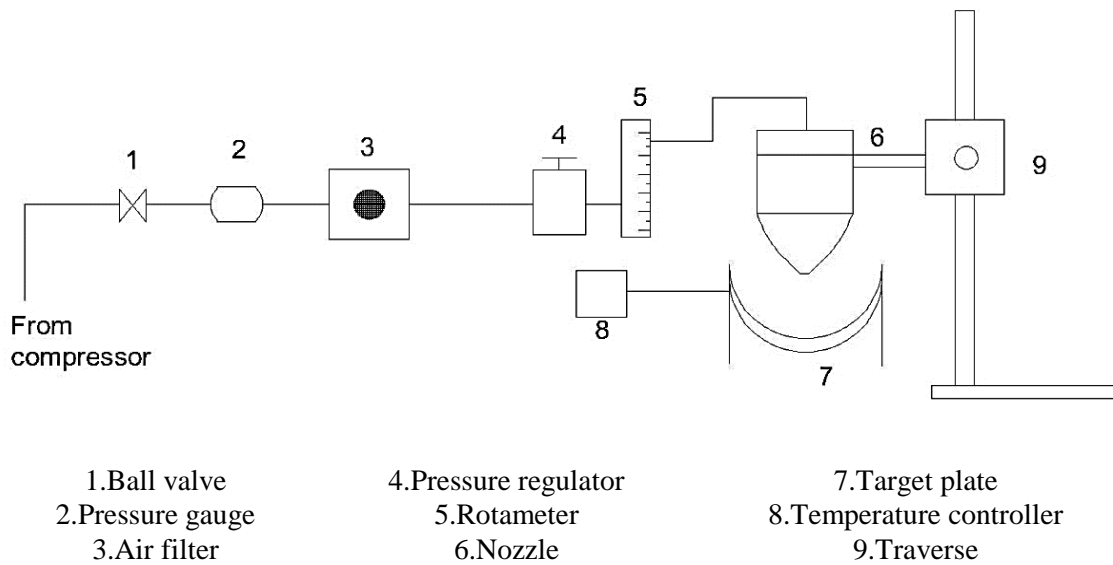 5
4
6
1
2
3
9
From
compressor
8
7
1.Ball valve 4.Pressure regulator 7.Target plate
2.Pressure gauge 5.Rotameter 8.Temperature controller
3.Air filter 6.Nozzle 9.Traverse